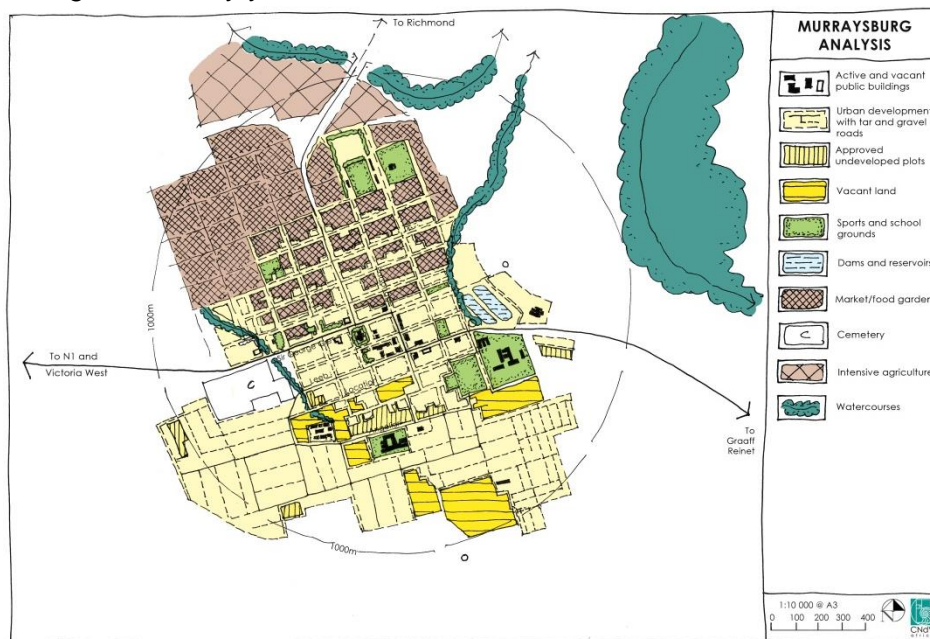 To Richmond
MURRAYSBURG
ANALYSIS
Active and vacant
public buildings
Urban development
with tar and gravel
roads
Approved
undeveloped plots
Vacant land
Sports and school
grounds
Dams and reservoirs
Market/food garden
C
Cemetery
Intensive agriculture
Watercourses
1000m
To N1 and
Victoria West
C
To
Graaff
Reinet
1000m
1:10 000 @ A3
0 100 200 300 400
CNdV
africa